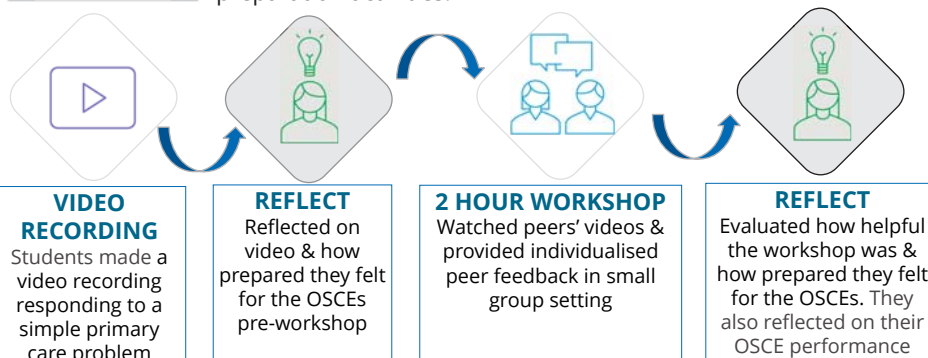 VIDEO
RECORDING
Students made a
video recording
responding to a
simple primary
care problem
REFLECT
Reflected on
video & how
prepared they felt
for the OSCEs
pre-workshop
2 HOUR WORKSHOP
Watched peers' videos &
provided individualised
peer feedback in small
group setting
REFLECT
Evaluated how helpful
the workshop was &
how prepared they felt
for the OSCEs. They
also reflected on their
OSCE performance